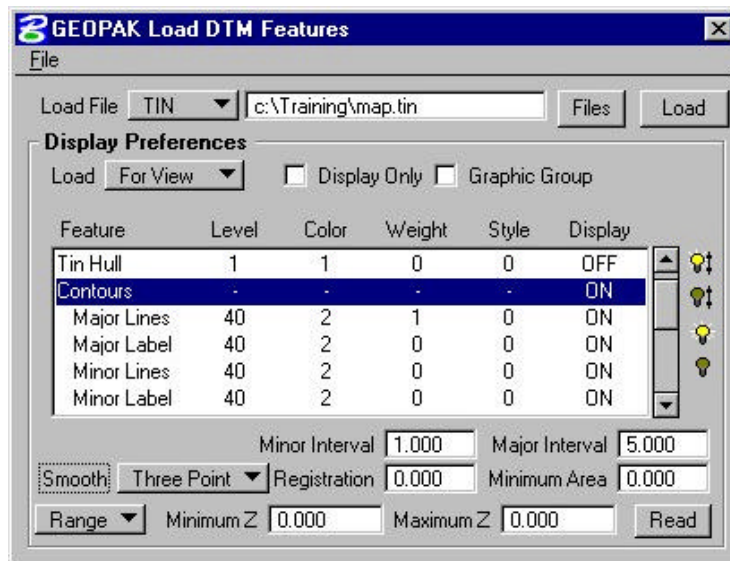 GEOPAK Load DTM Features
File
Load File TIN c:\Training\map.tin Files Load
Display Preferences
Load For View Display Only Graphic Group
Feature Level Color Weight Style Display
Tin Hull 1 1 0 0 OFF
Contours - - - - ON
Major Lines 40 2 1 0 ON
Major Label 40 2 0 0 ON
Minor Lines 40 2 0 0 ON
Minor Label 40 2 0 0 ON
Minor Interval 1.000 Major Interval 5.000
Smooth Three Point Registration 0.000 Minimum Area 0.000
Range Minimum Z 0.000 Maximum Z 0.000 Read